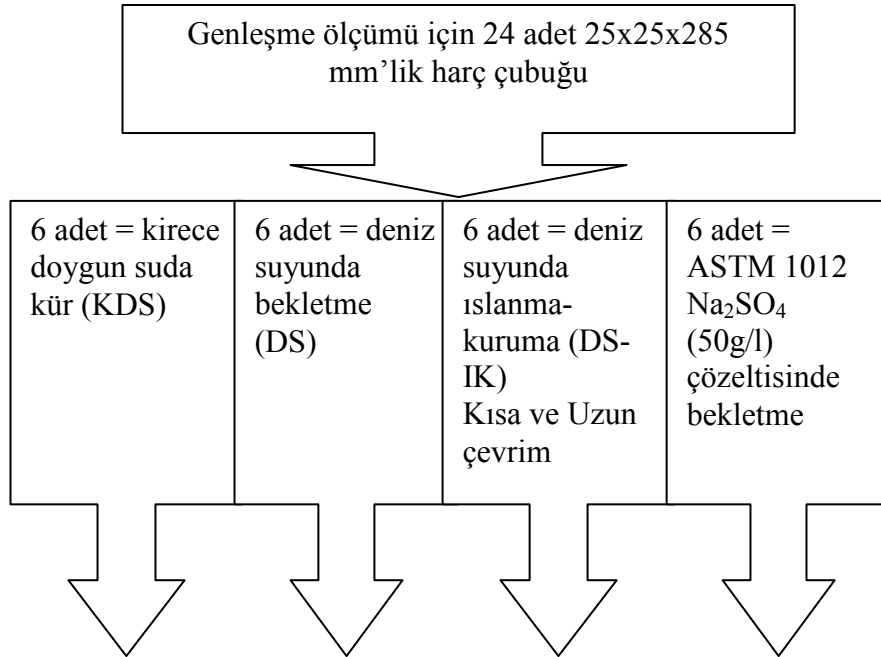 Genleşme ölçümü için 24 adet 25x25x285
mm’lik harç çubuğu
6 adet = kirece
doygun suda
kür (KDS)
6 adet = deniz
suyunda
bekletme
(DS)
6 adet = deniz
suyunda
ıslanma-
kuruma (DS-
IK)
Kısa ve Uzun
çevrim
6 adet =
ASTM 1012
Na₂SO₄
(50g/l)
çözeltisinde
bekletme